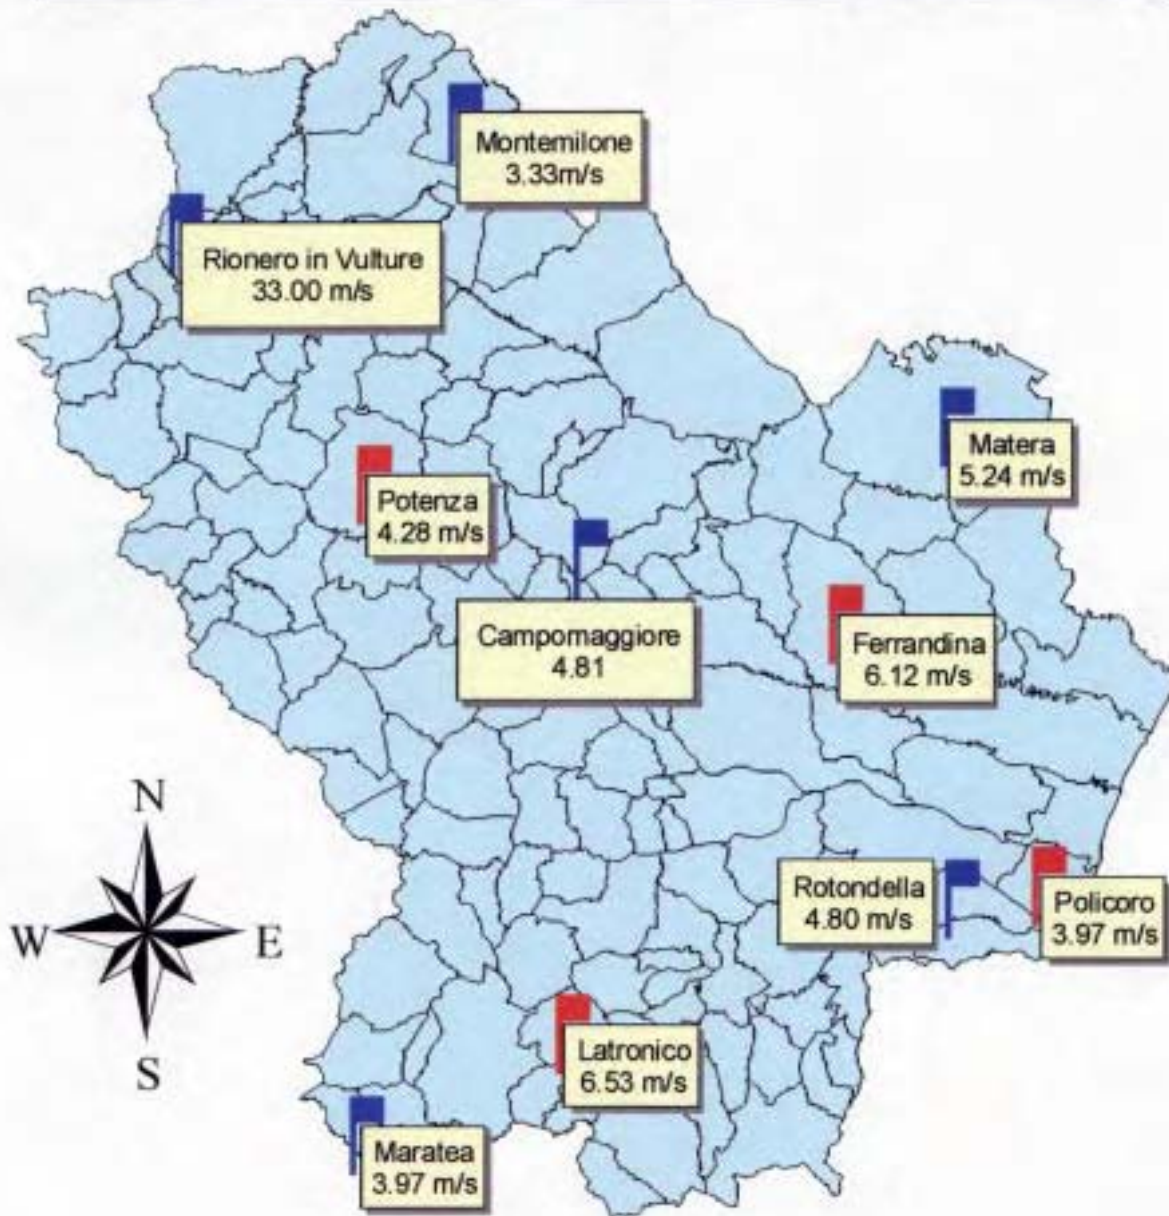 Montemilone
3.33m/s
Rionero in Vulture
33.00 m/s
Matera
5.24 m/s
Potenza
4.28 m/s
Campomaggiore
4.81
Ferrandina
6.12 m/s
N
W
E
S
Rotondella
4.80 m/s
Policoro
3.97 m/s
Latronico
6.53 m/s
Maratea
3.97 m/s